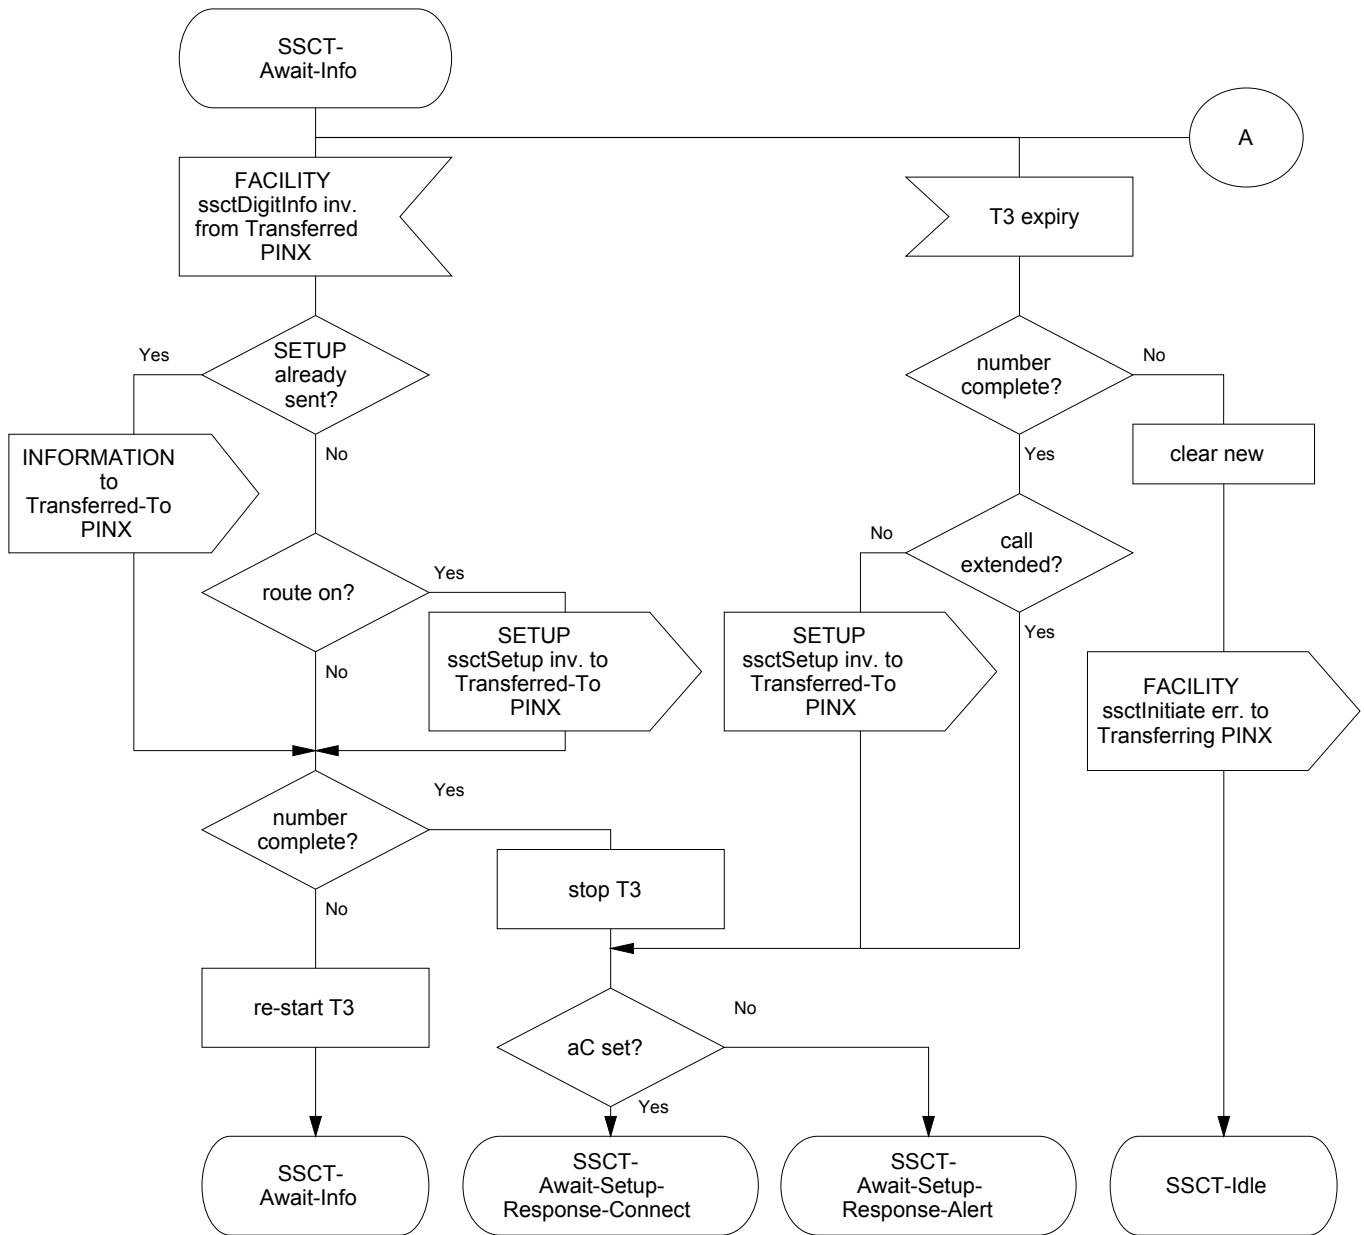 SSCT-
Await-Info
A
FACILITY
ssctDigitInfo inv.
from Transferred
PINX
T3 expiry
SETUP
already
sent?
Yes
No
number
complete?
No
Yes
INFORMATION
to
Transferred-To
PINX
clear new
route on?
Yes
No
call
extended?
No
Yes
SETUP
ssctSetup inv. to
Transferred-To
PINX
SETUP
ssctSetup inv. to
Transferred-To
PINX
FACILITY
ssctInitiate err. to
Transferring PINX
number
complete?
Yes
No
stop T3
re-start T3
aC set?
No
Yes
SSCT-
Await-Info
SSCT-
Await-Setup-
Response-Connect
SSCT-
Await-Setup-
Response-Alert
SSCT-Idle